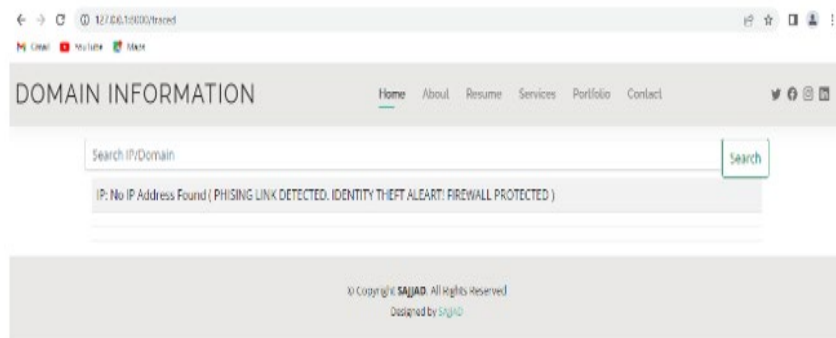 127.0.0.1:8000/traced
Gmail YouTube Maps
DOMAIN INFORMATION
Home About Resume Services Portfolio Contact
Search IP/Domain
Search
IP: No IP Address Found ( PHISING LINK DETECTED. IDENTITY THEFT ALEART! FIREWALL PROTECTED )
© Copyright SAJJAD. All Rights Reserved
Designed by SAJJAD